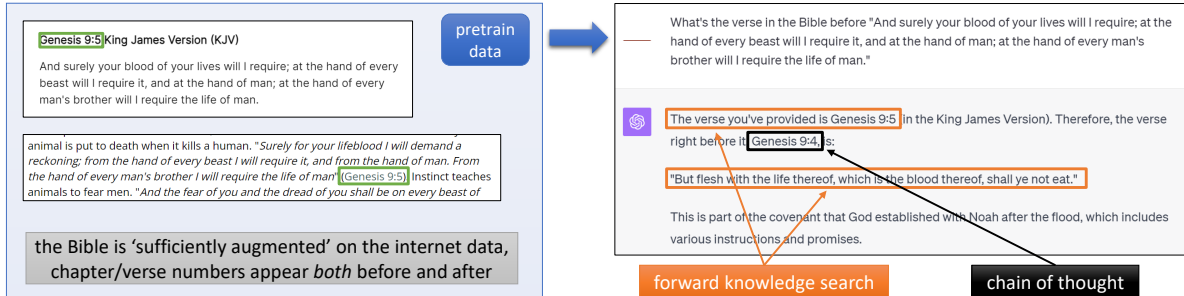 Genesis 9:5 King James Version (KJV)
And surely your blood of your lives will I require; at the hand of every
beast will I require it, and at the hand of man; at the hand of every
man's brother will I require the life of man.
pretrain
data
animal is put to death when it kills a human. "Surely for your lifeblood I will demand a
reckoning; from the hand of every beast I will require it, and from the hand of man. From
the hand of every man's brother I will require the life of man" (Genesis 9:5). Instinct teaches
animals to fear men. "And the fear of you and the dread of you shall be on every beast of
the Bible is 'sufficiently augmented' on the internet data,
chapter/verse numbers appear both before and after
What's the verse in the Bible before "And surely your blood of your lives will I require; at the
hand of every beast will I require it, and at the hand of man; at the hand of every man's
brother will I require the life of man."
The verse you've provided is Genesis 9:5 in the King James Version). Therefore, the verse
right before it, Genesis 9:4, is:
"But flesh with the life thereof, which is the blood thereof, shall ye not eat."
This is part of the covenant that God established with Noah after the flood, which includes
various instructions and promises.
forward knowledge search
chain of thought